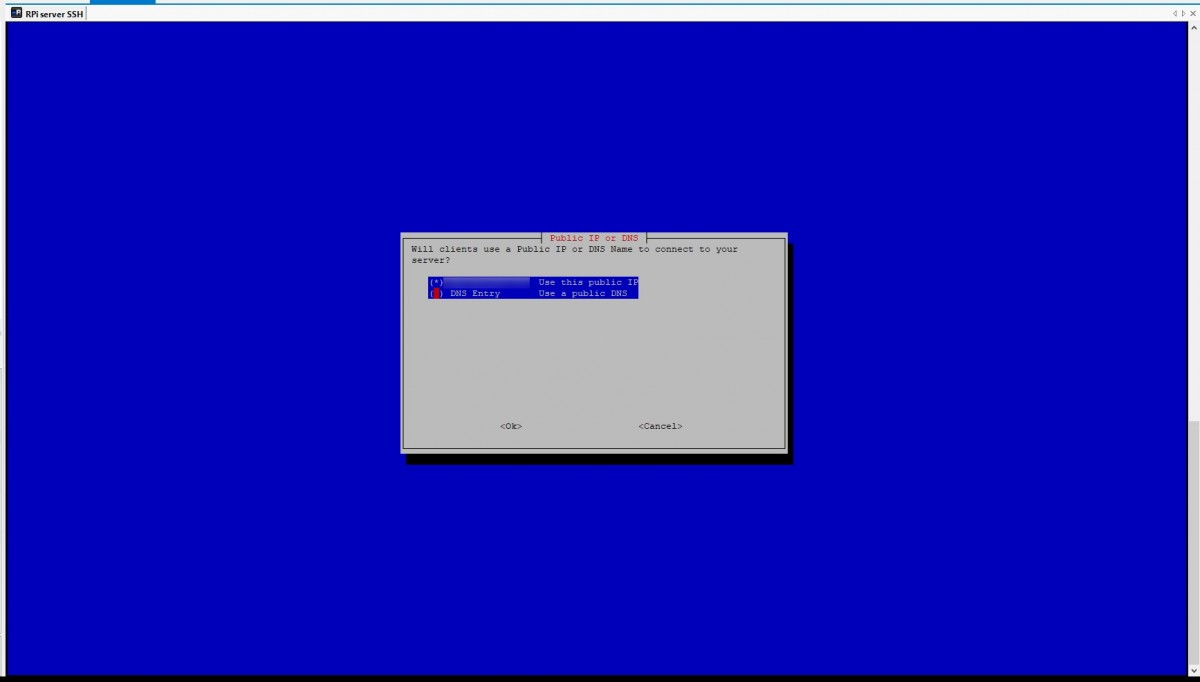 RPi server SSH
Public IP or DNS
Will clients use a Public IP or DNS Name to connect to your
server?
(*) Use this public IP
( ) DNS Entry Use a public DNS
<Ok> <Cancel>